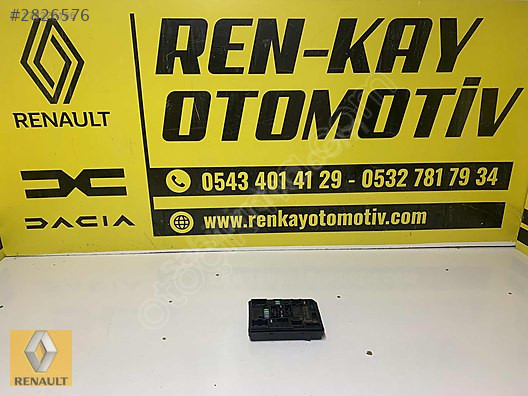 #2826576
REN-KAY
OTOMOTİV
RENAULT
DACIA
0543 401 41 29 - 0532 781 79 34
www.renkayotomotiv.com
RENAULT